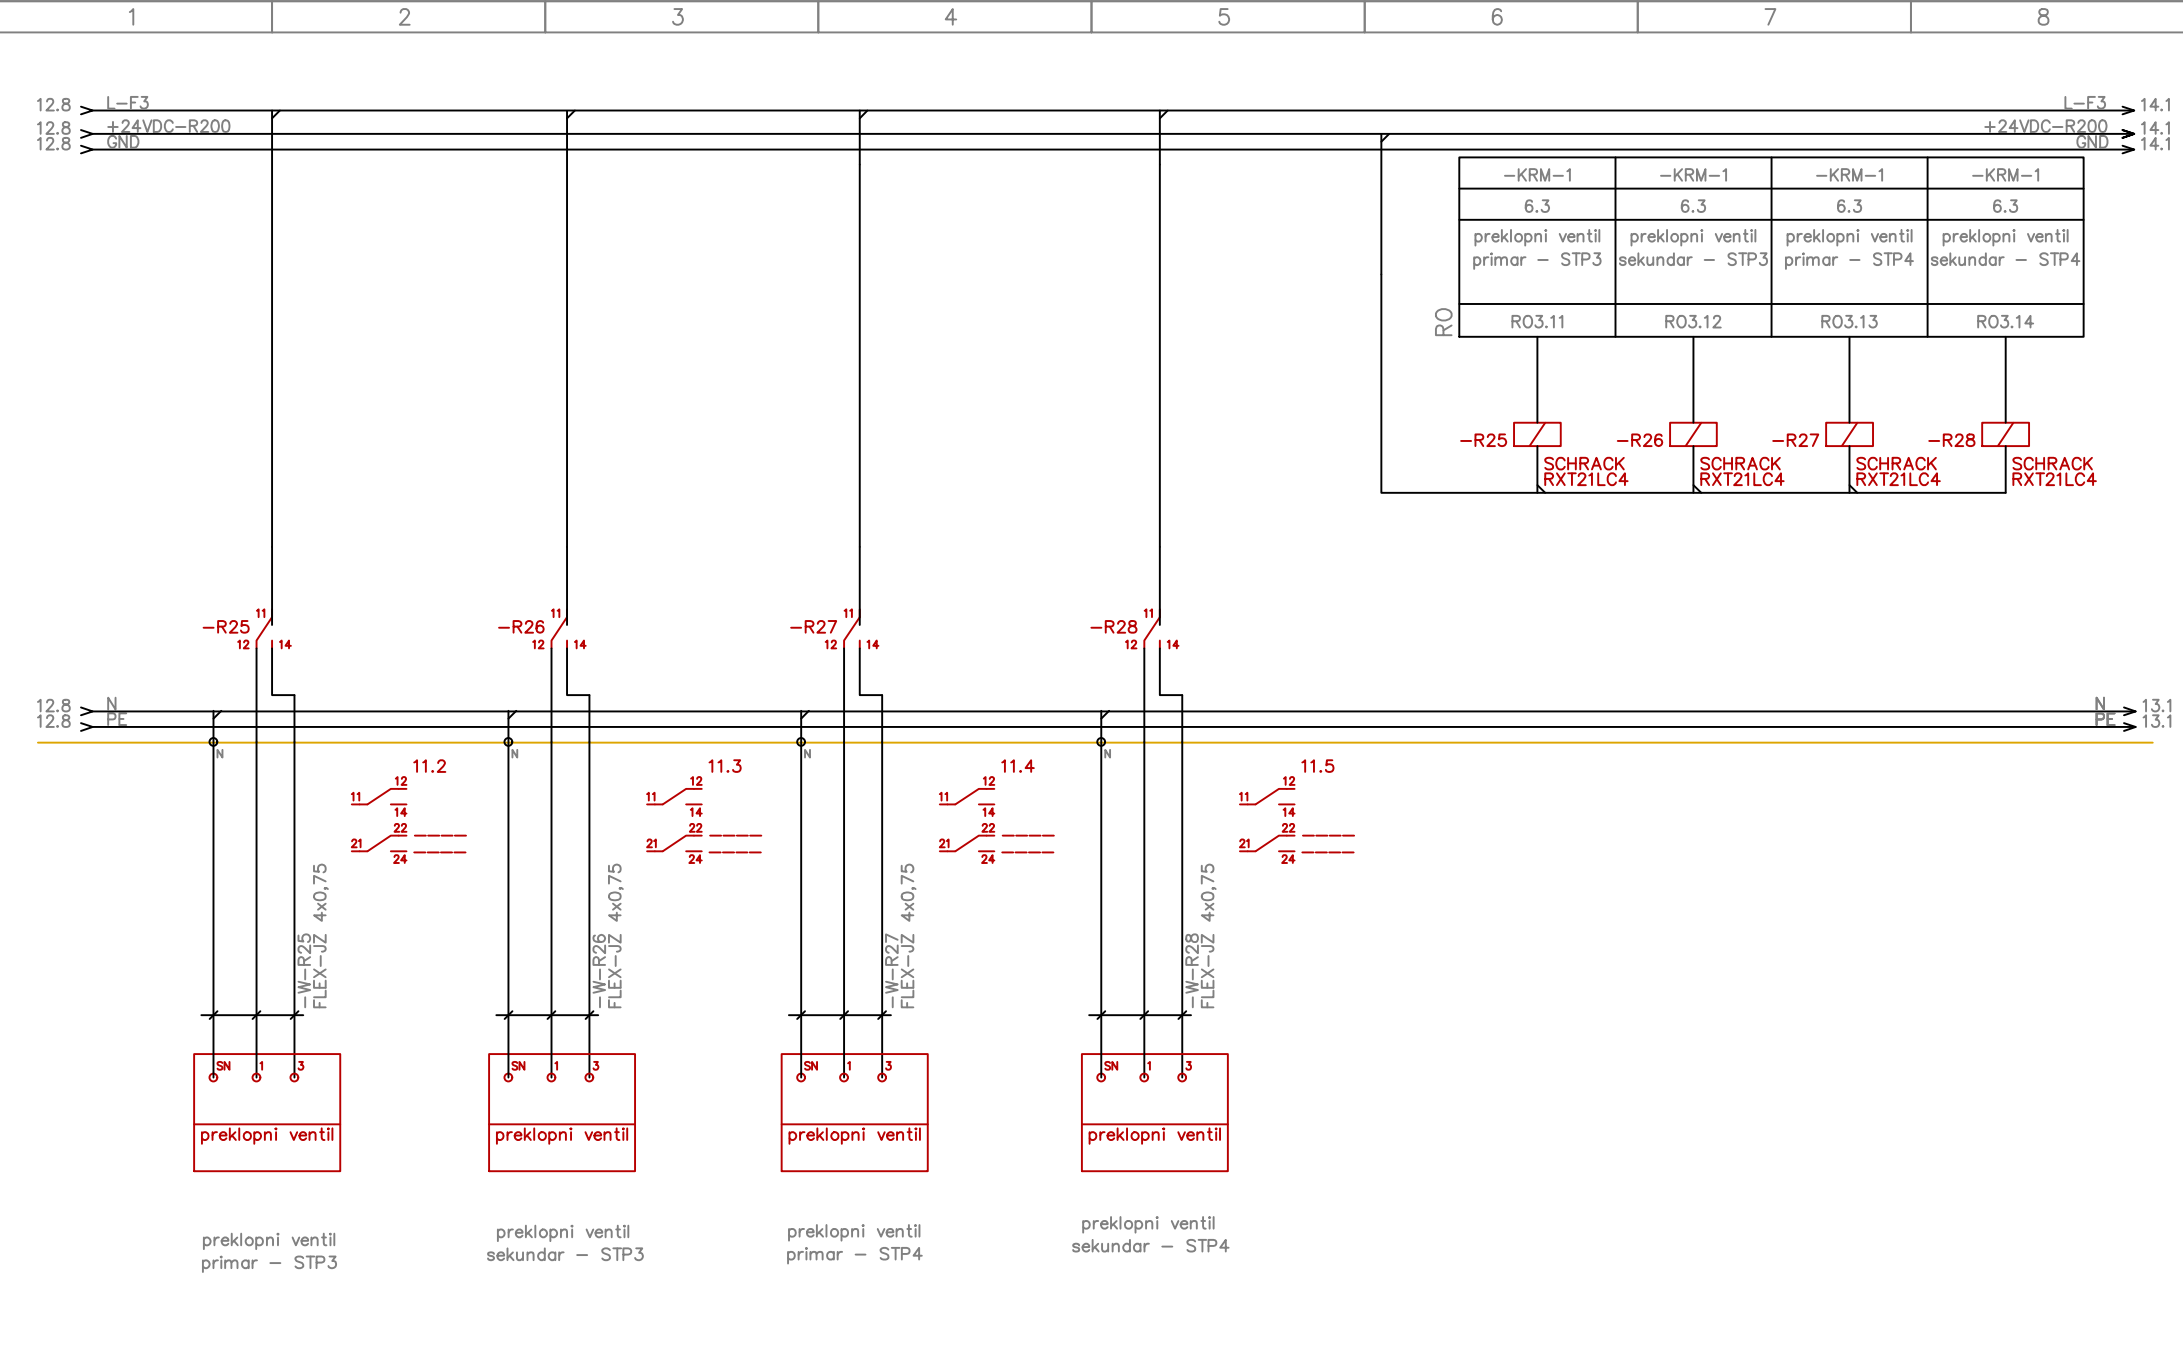 1 2 3 4 5 6 7 8
12.8 L-F3 L-F3 14.1
12.8 +24VDC-R200 +24VDC-R200 14.1
12.8 GND GND 14.1
-KRM-1 -KRM-1 -KRM-1 -KRM-1
6.3 6.3 6.3 6.3
preklopni ventil preklopni ventil preklopni ventil preklopni ventil
primar - STP3 sekundar - STP3 primar - STP4 sekundar - STP4
RO
RO3.11 RO3.12 RO3.13 RO3.14
-R25 -R26 -R27 -R28
SCHRACK SCHRACK SCHRACK SCHRACK
RXT21LC4 RXT21LC4 RXT21LC4 RXT21LC4
11 11 11 11
-R25 -R26 -R27 -R28
12 14 12 14 12 14 12 14
12.8 N N 13.1
12.8 PE PE 13.1
N N N N
11.2 11.3 11.4 11.5
12 12 12 12
11 11 11 11
14 14 14 14
22 22 22 22
21 21 21 21
24 24 24 24
-W-R25
FLEX-JZ 4x0,75
-W-R26
FLEX-JZ 4x0,75
-W-R27
FLEX-JZ 4x0,75
-W-R28
FLEX-JZ 4x0,75
SN 1 3 SN 1 3 SN 1 3 SN 1 3
preklopni ventil preklopni ventil preklopni ventil preklopni ventil
preklopni ventil
primar - STP3
preklopni ventil
sekundar - STP3
preklopni ventil
primar - STP4
preklopni ventil
sekundar - STP4